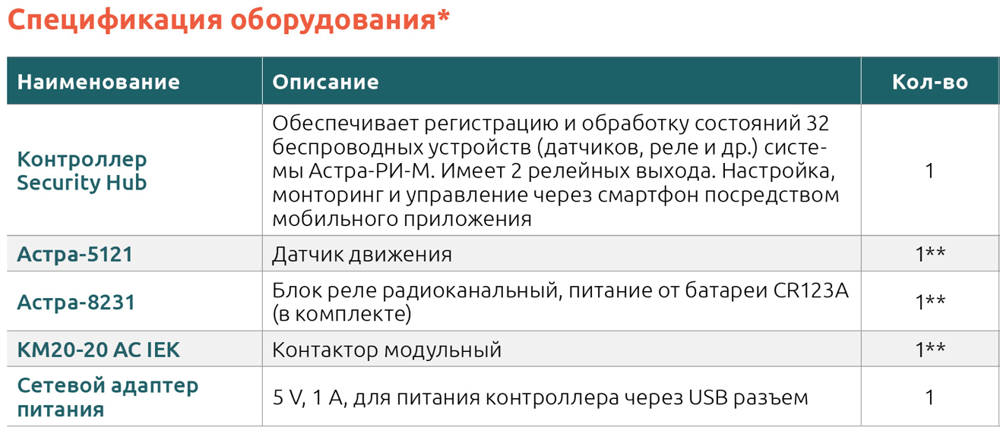 Спецификация оборудования*
Наименование Описание Кол-во
Контроллер
Security Hub
Обеспечивает регистрацию и обработку состояний 32
беспроводных устройств (датчиков, реле и др.) систе-
мы Астра-РИ-М. Имеет 2 релейных выхода. Настройка,
монторинг и управление через смартфон посредством
мобильного приложения
1
Астра-5121 Датчик движения 1**
Астра-8231
Блок реле радиоканальный, питание от батареи CR123A
(в комплекте)
1**
КМ20-20 AC IEK Контактор модульный 1**
Сетевой адаптер
питания
5 V, 1 A, для питания контроллера через USB разъем
1